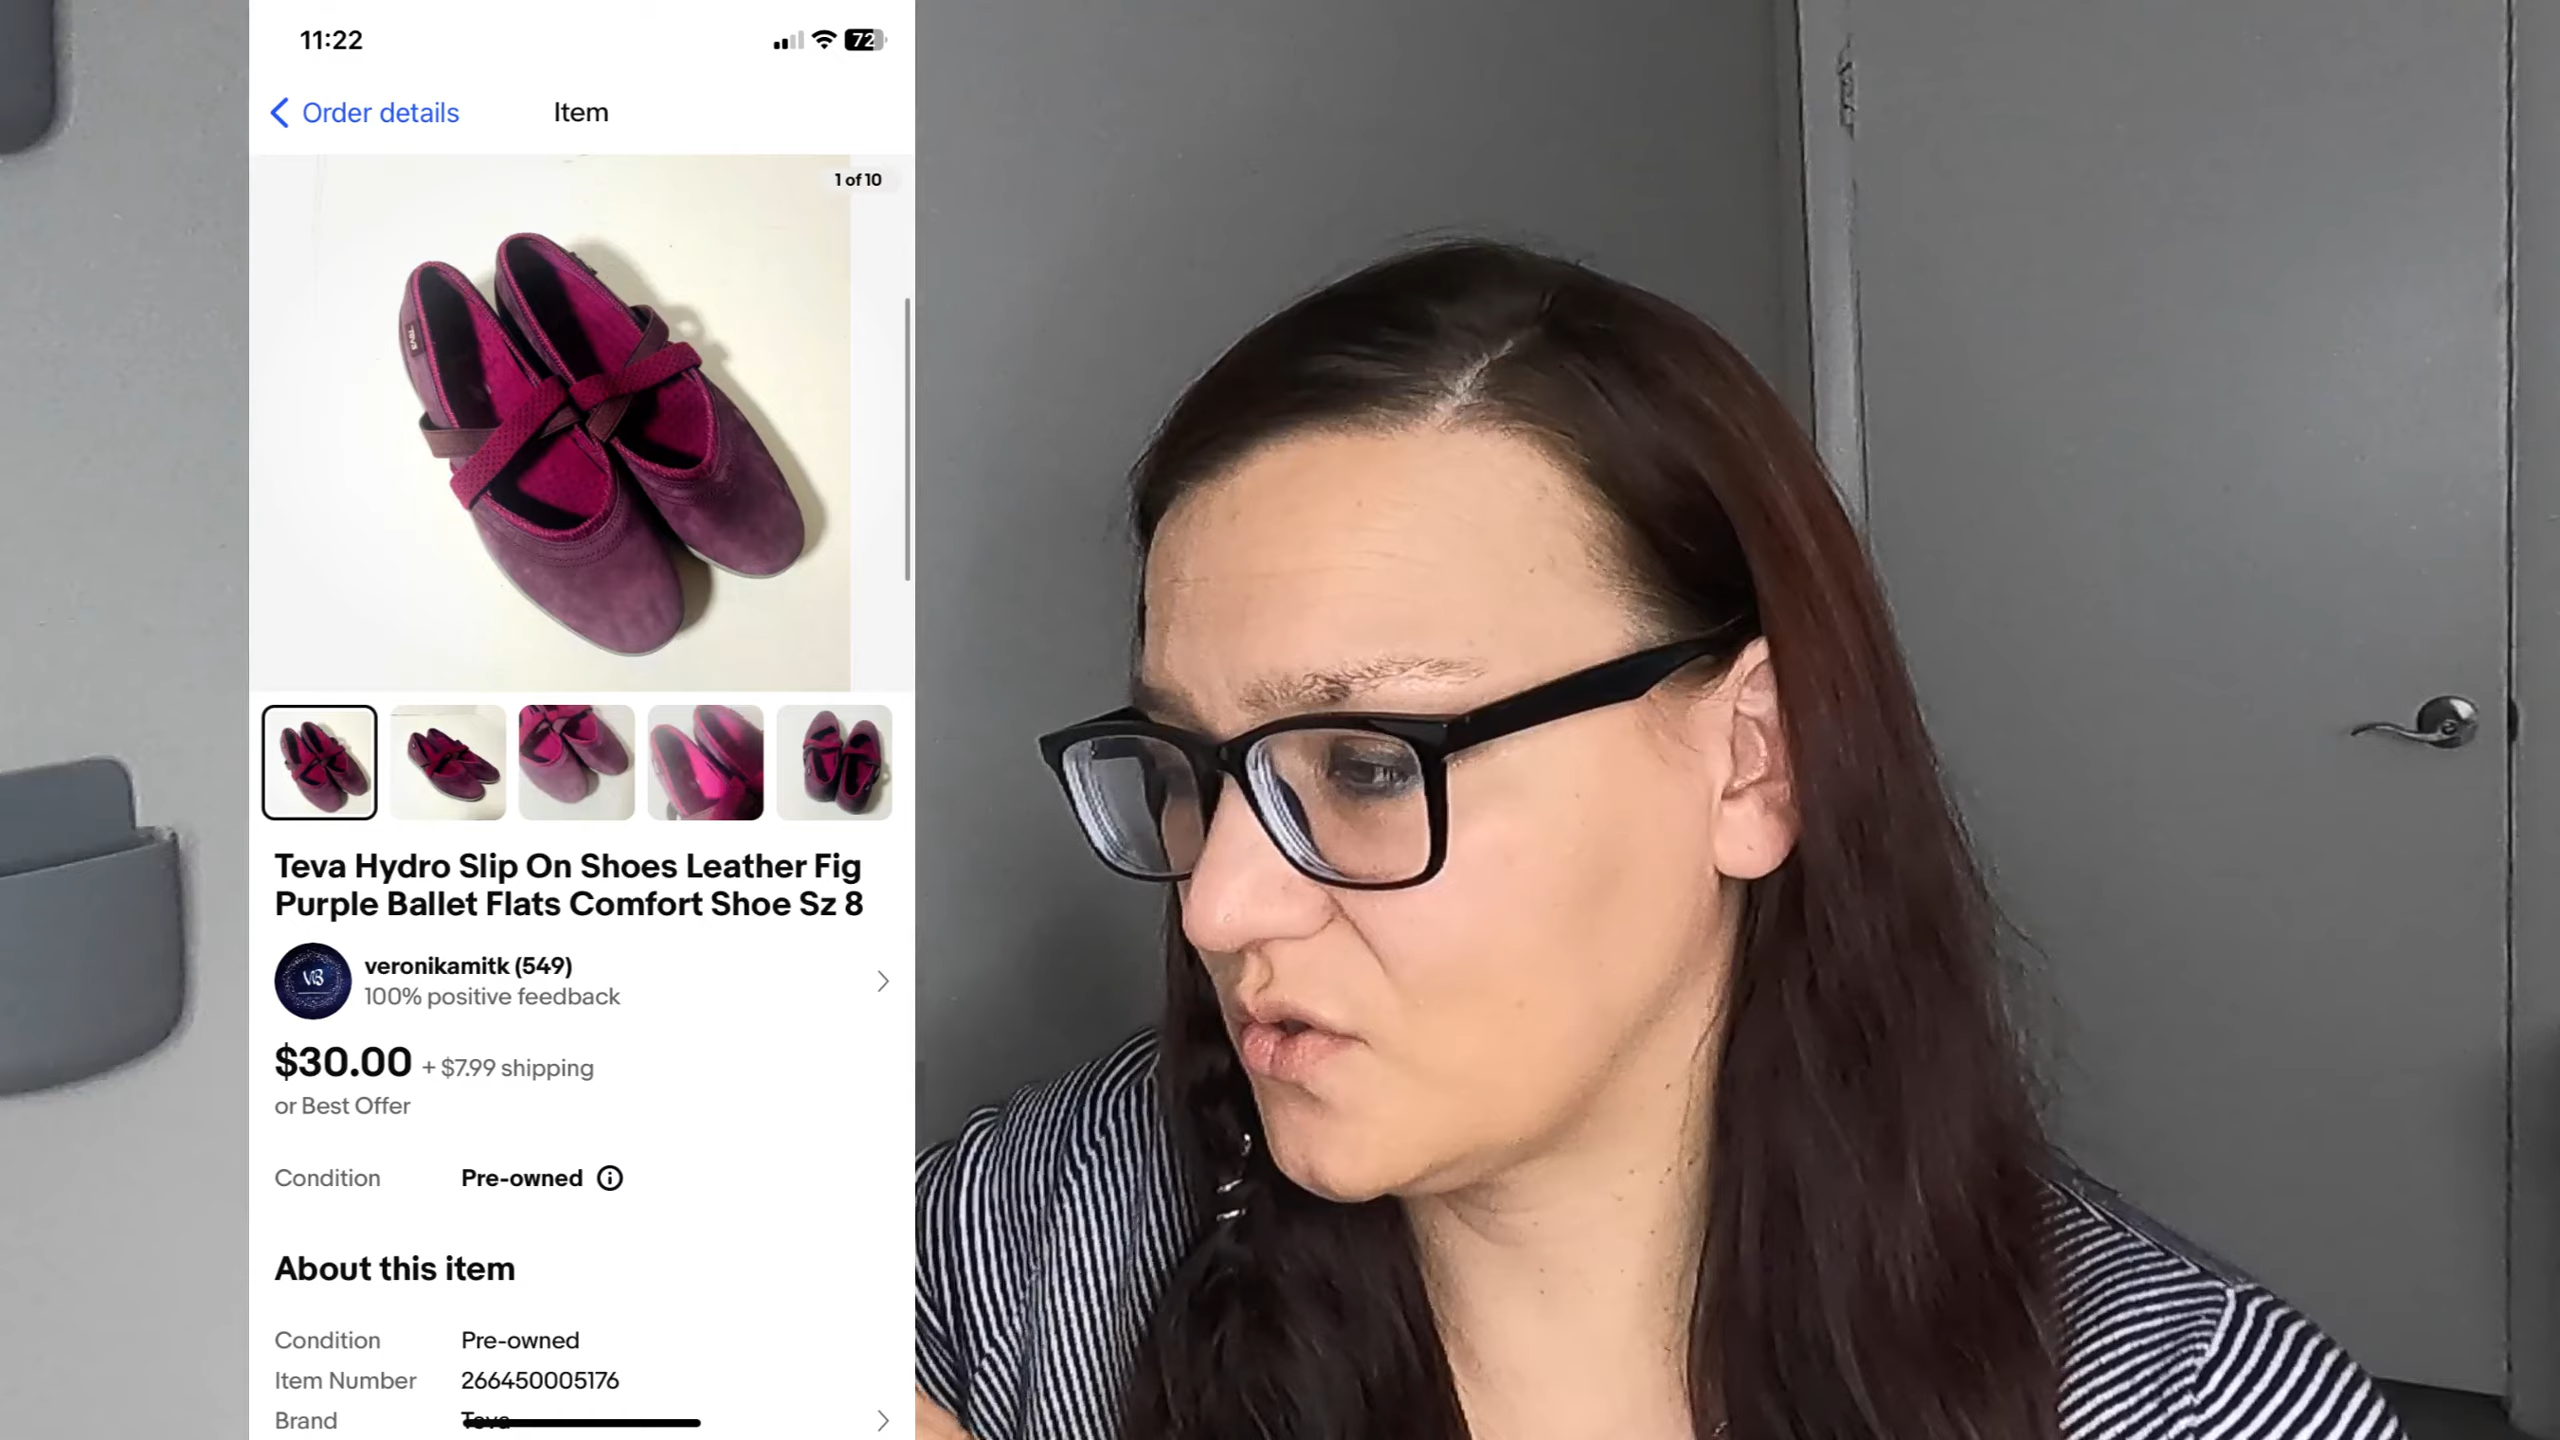 11:22
72
Order details
Item
1 of 10
Teva
Teva Hydro Slip On Shoes Leather Fig
Purple Ballet Flats Comfort Shoe Sz 8
VB
veronikamitk (549)
100% positive feedback
$30.00 + $7.99 shipping
or Best Offer
Condition Pre-owned
About this item
Condition Pre-owned
Item Number 266450005176
Brand Teva